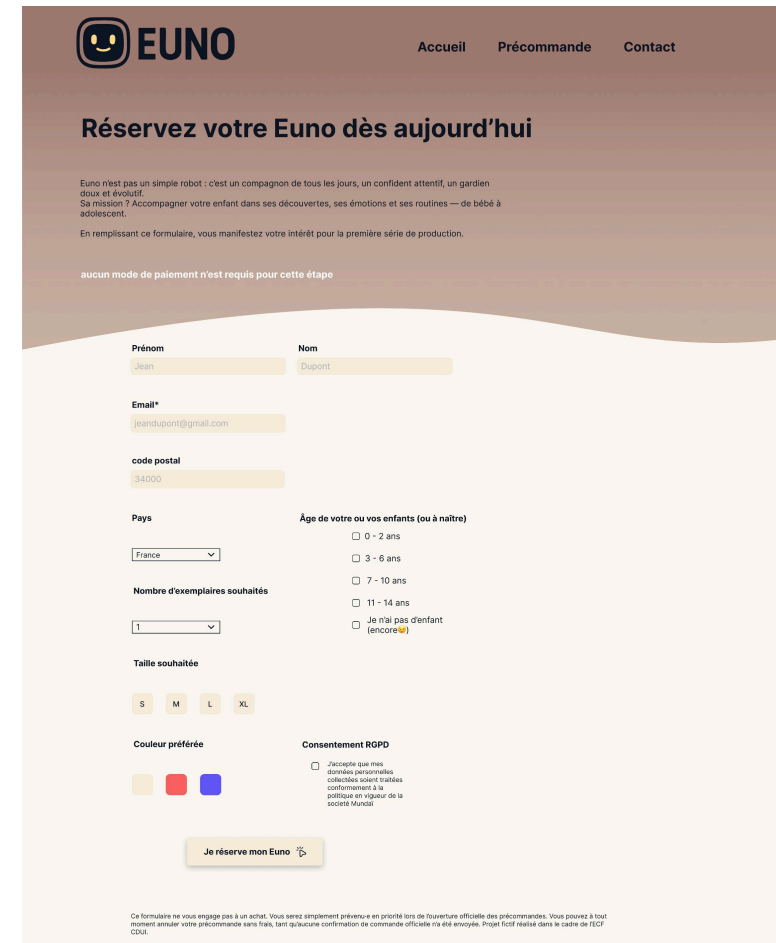 EUNO
Accueil Précommande Contact
Réservez votre Euno dès aujourd’hui
Euno n’est pas un simple robot : c’est un compagnon de tous les jours, un confident attentif, un gardien
doux et évolutif.
Sa mission ? Accompagner votre enfant dans ses découvertes, ses émotions et ses routines — de bébé à
adolescent.
En remplissant ce formulaire, vous manifestez votre intérêt pour la première série de production.
aucun mode de paiement n’est requis pour cette étape
Prénom Nom
Jean Dupont
Email*
jeandupont@gmail.com
code postal
34000
Pays
France
Âge de votre ou vos enfants (ou à naître)
0 - 2 ans
3 - 6 ans
7 - 10 ans
11 - 14 ans
Je n’ai pas d’enfant
(encore😉)
Nombre d’exemplaires souhaités
1
Taille souhaitée
S M L XL
Couleur préférée
Consentement RGPD
J’accepte que mes
données personnelles
collectées soient traitées
conformement à la
politique en vigueur de la
societé Mundaï
Je réserve mon Euno
Ce formulaire ne vous engage pas à un achat. Vous serez simplement prévenu·e en priorité lors de l’ouverture officielle des précommandes. Vous pouvez à tout
moment annuler votre précommande sans frais, tant qu’aucune confirmation de commande officielle n’a été envoyée. Projet fictif réalisé dans le cadre de l’ECF
CDUI.